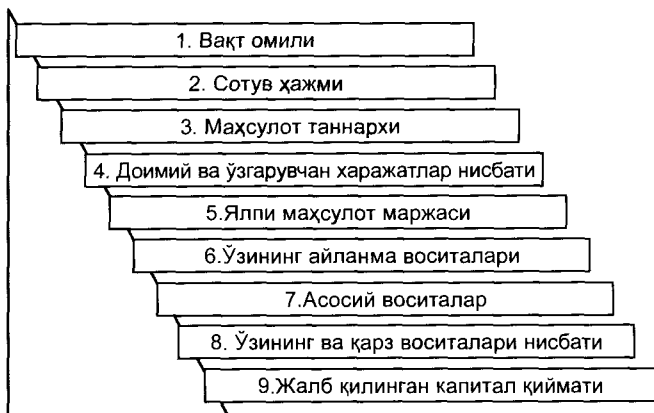 1. Вақт омили
2. Сотув ҳажми
3. Маҳсулот таннархи
4. Доимий ва ўзгарувчан харажатлар нисбати
5.Ялпи маҳсулот маржаси
6.Ўзининг айланма воситалари
7.Асосий воситалар
8. Ўзининг ва қарз воситалари нисбати
9.Жалб қилинган капитал қиймати